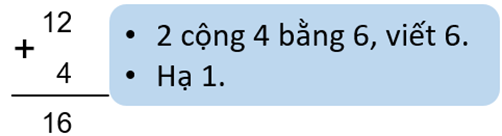 12
+
4
16
• 2 cộng 4 bằng 6, viết 6.
• Hạ 1.